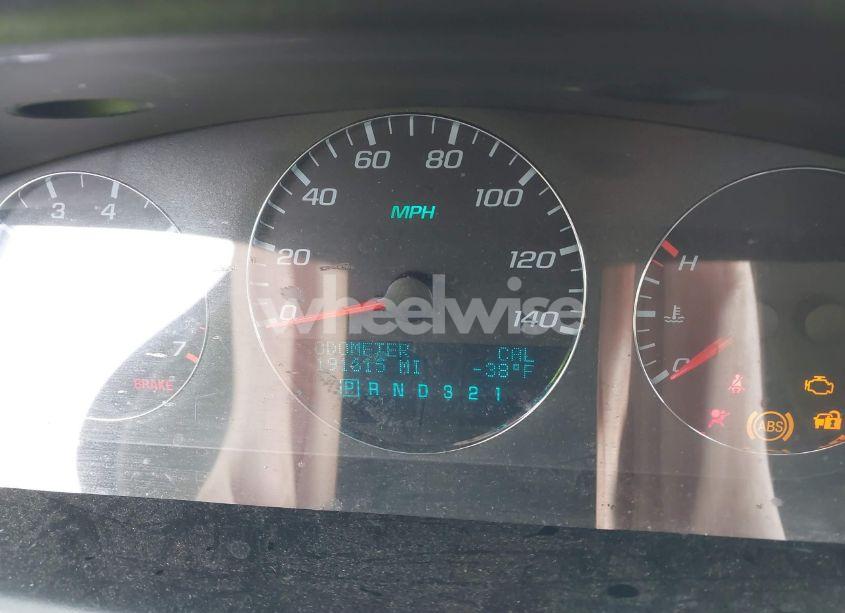 60 80
3 4 40 100
MPH
20 120 H
0 140
wheelwise
ODOMETER CAL
7 191615 MI -38°F C
BRAKE P R N D 3 2 1
ABS